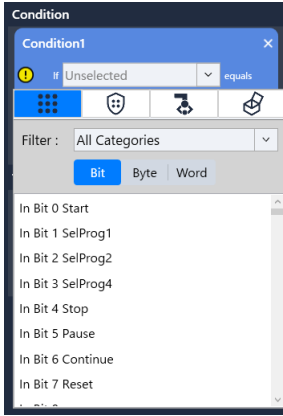 Condition
Condition1
If Unselected equals
Filter : All Categories
Bit Byte Word
In Bit 0 Start
In Bit 1 SelProg1
In Bit 2 SelProg2
In Bit 3 SelProg4
In Bit 4 Stop
In Bit 5 Pause
In Bit 6 Continue
In Bit 7 Reset